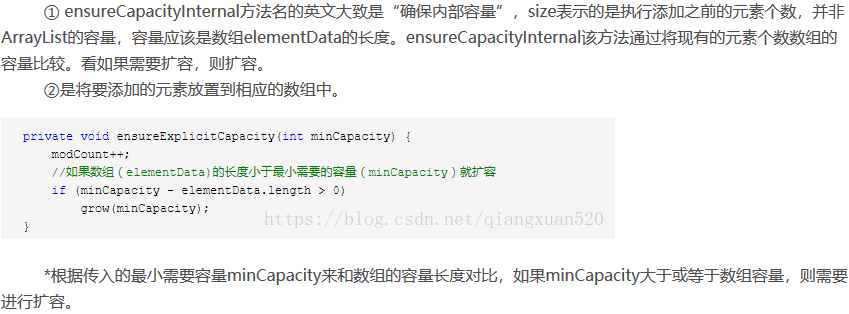 ① ensureCapacityInternal方法名的英文大致是“确保内部容量”，size表示的是执行添加之前的元素个数，并非
ArrayList的容量，容量应该是数组elementData的长度。ensureCapacityInternal该方法通过将现有的元素个数数组的
容量比较。看如果需要扩容，则扩容。
②是将要添加的元素放置到相应的数组中。
private void ensureExplicitCapacity(int minCapacity) {
modCount++;
//如果数组（elementData)的长度小于最小需要的容量（minCapacity）就扩容
if (minCapacity - elementData.length > 0)
grow(minCapacity);
https://blog.csdn.net/qiangxuan520
}
*根据传入的最小需要容量minCapacity来和数组的容量长度对比，如果minCapacity大于或等于数组容量，则需要
进行扩容。